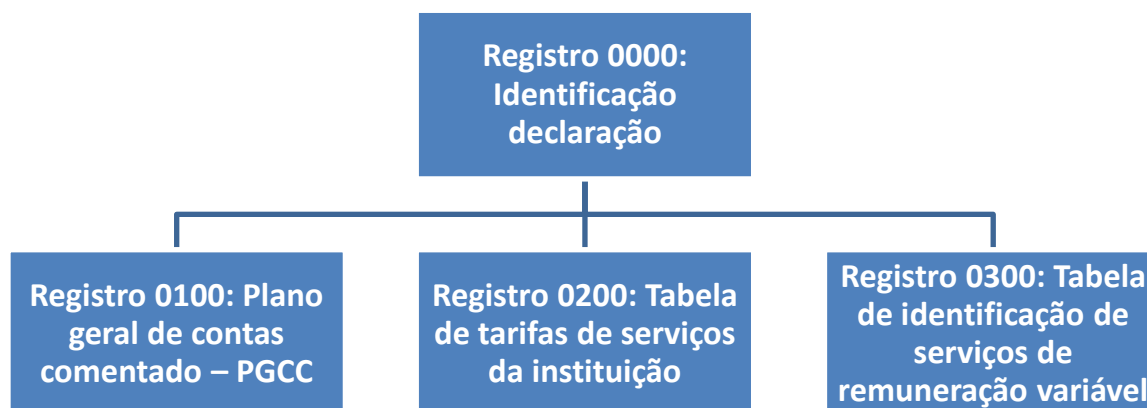 Registro 0000:
Identificação
declaração
Registro 0100: Plano
geral de contas
comentado – PGCC
Registro 0200: Tabela
de tarifas de serviços
da instituição
Registro 0300: Tabela
de identificação de
serviços de
remuneração variável